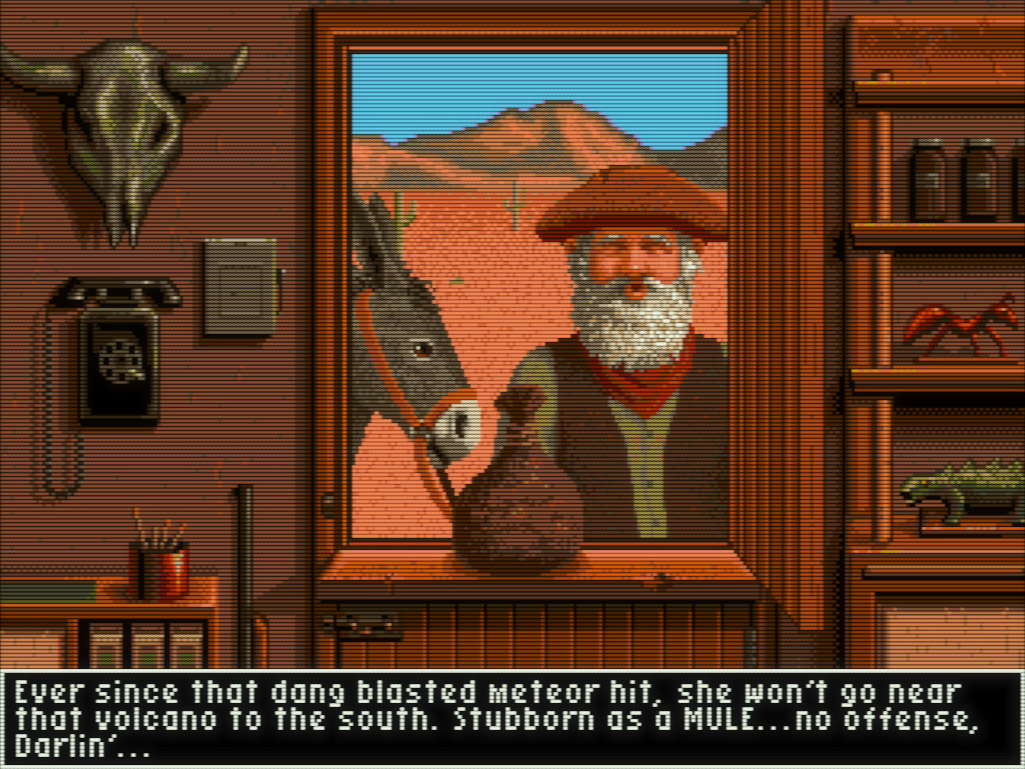 Ever since that dang blasted meteor hit, she won't go near
that volcano to the south. Stubborn as a MULE...no offense,
Darlin'...